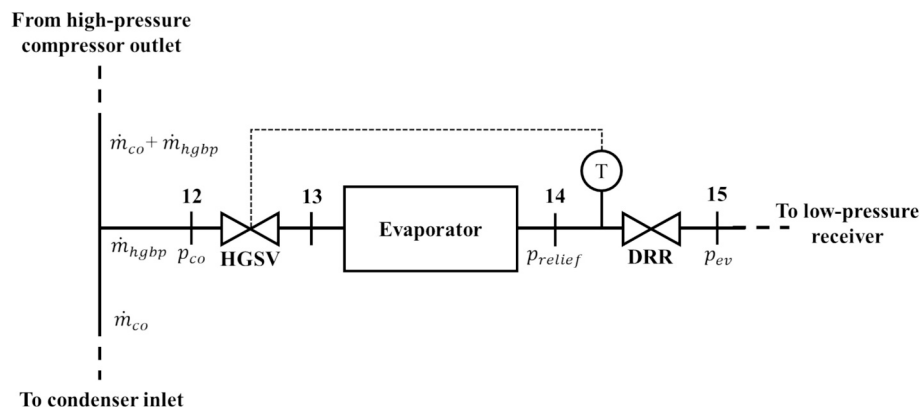 From high-pressure
compressor outlet
ṁ_co + ṁ_hgbp
T
12
13
14
15
Evaporator
To low-pressure
receiver
ṁ_hgbp
p_co
HGSV
p_relief
DRR
p_ev
ṁ_co
To condenser inlet